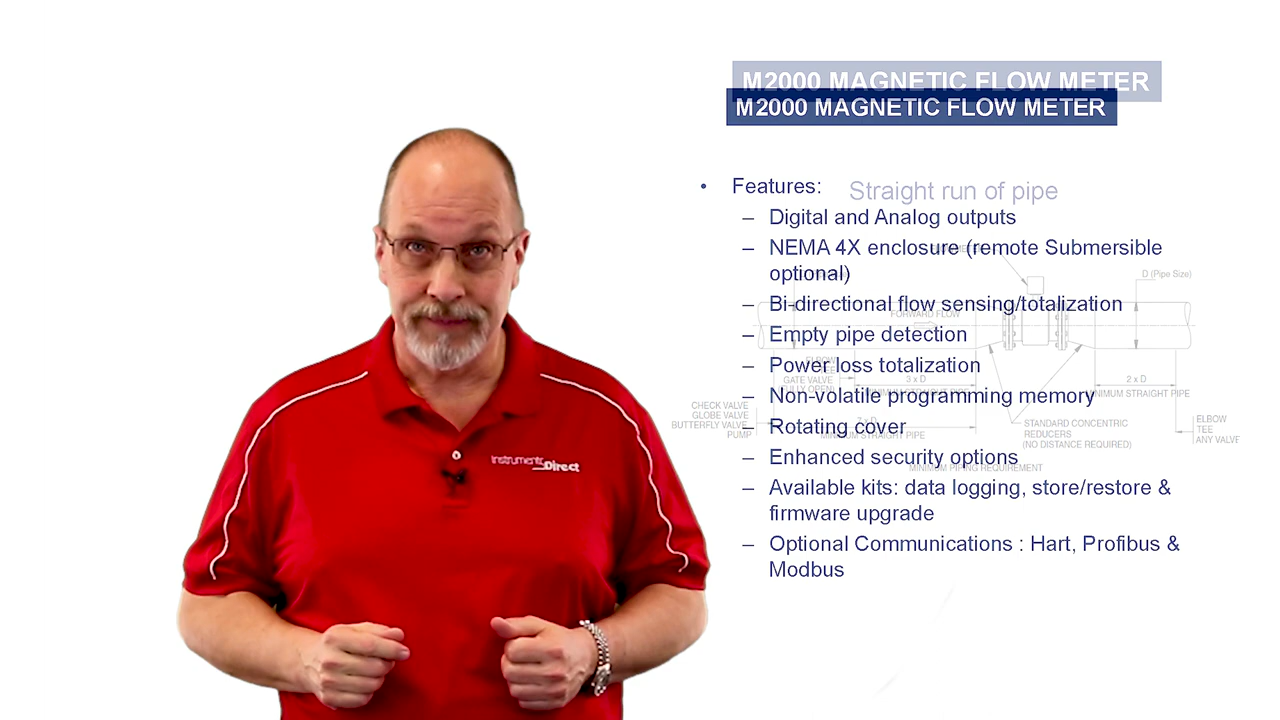 M2000 MAGNETIC FLOW METER
M2000 MAGNETIC FLOW METER
• Features:
Straight run of pipe
– Digital and Analog outputs
– NEMA 4X enclosure (remote Submersible
optional)
D (Pipe Size)
– Bi-directional flow sensing/totalization
FORWARD FLOW
– Empty pipe detection
– Power loss totalization
ELBOW
GATE VALVE
(FULLY OPEN)
3 x D
2 x D
MINIMUM STRAIGHT PIPE
MINIMUM STRAIGHT PIPE
– Non-volatile programming memory
CHECK VALVE
GLOBE VALVE
BUTTERFLY VALVE
PUMP
– Rotating cover
MINIMUM STRAIGHT PIPE
STANDARD CONCENTRIC
REDUCERS
(NO DISTANCE REQUIRED)
ELBOW
TEE
ANY VALVE
– Enhanced security options
MINIMUM PIPING REQUIREMENT
– Available kits: data logging, store/restore &
firmware upgrade
– Optional Communications : Hart, Profibus &
Modbus
Instruments
Direct